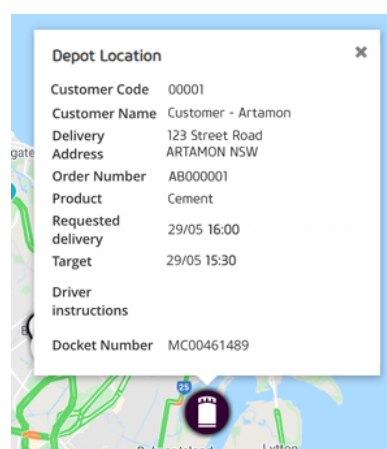 Depot Location
Customer Code 00001
Customer Name Customer - Artamon
Delivery Address 123 Street Road
ARTAMON NSW
Order Number AB000001
Product Cement
Requested delivery 29/05 16:00
Target 29/05 15:30
Driver instructions
Docket Number MC00461489
gate
25